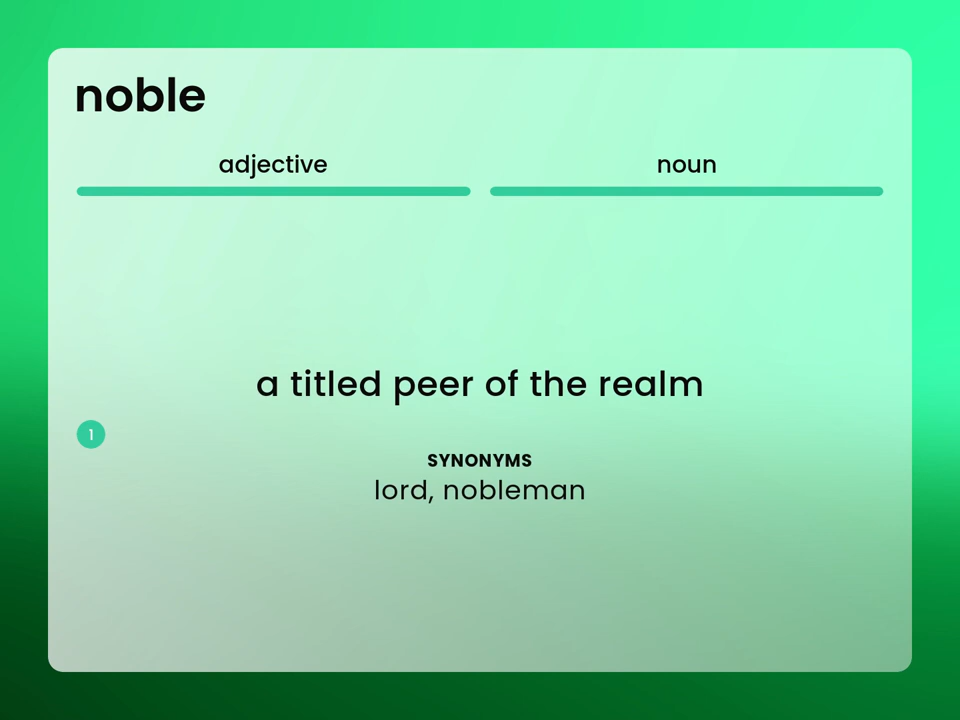 noble
adjective noun
a titled peer of the realm
1
SYNONYMS
lord, nobleman